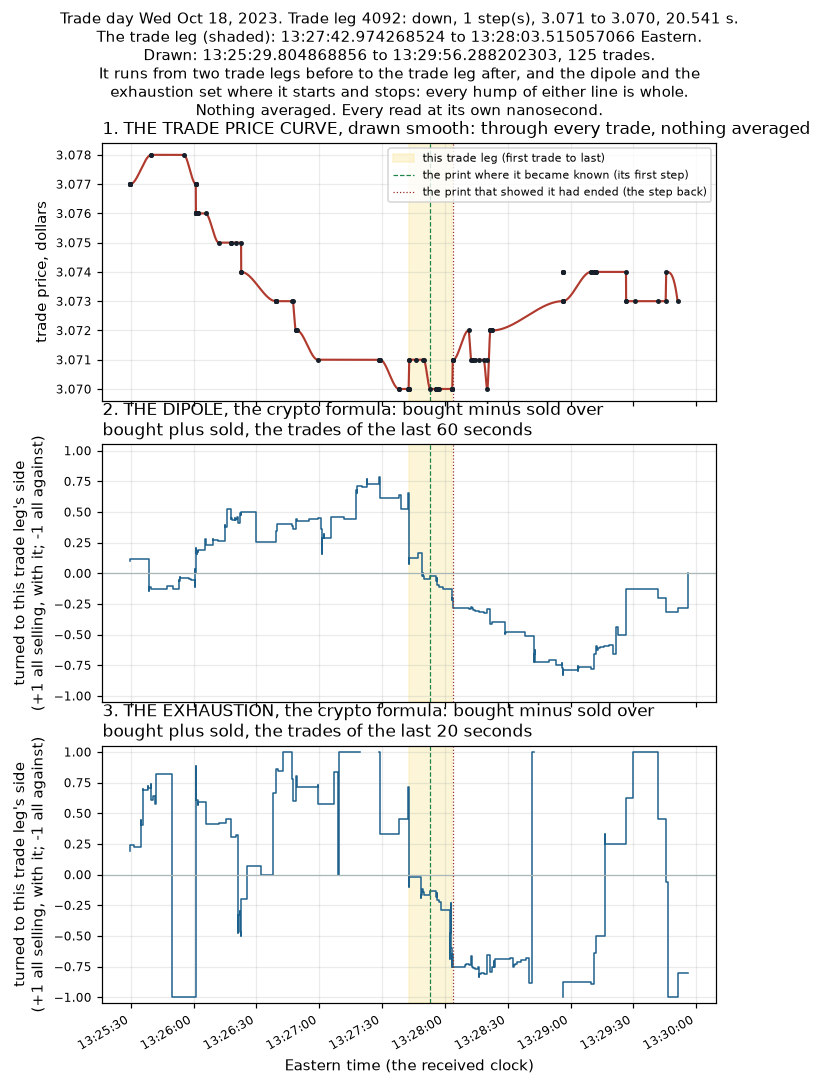 Trade day Wed Oct 18, 2023. Trade leg 4092: down, 1 step(s), 3.071 to 3.070, 20.541 s.
The trade leg (shaded): 13:27:42.974268524 to 13:28:03.515057066 Eastern.
Drawn: 13:25:29.804868856 to 13:29:56.288202303, 125 trades.
It runs from two trade legs before to the trade leg after, and the dipole and the
exhaustion set where it starts and stops: every hump of either line is whole.
Nothing averaged. Every read at its own nanosecond.
1. THE TRADE PRICE CURVE, drawn smooth: through every trade, nothing averaged
this trade leg (first trade to last)
the print where it became known (its first step)
the print that showed it had ended (the step back)
trade price, dollars
3.078
3.077
3.076
3.075
3.074
3.073
3.072
3.071
3.070
2. THE DIPOLE, the crypto formula: bought minus sold over
bought plus sold, the trades of the last 60 seconds
turned to this trade leg's side
(+1 all selling, with it; -1 all against)
1.00
0.75
0.50
0.25
0.00
−0.25
−0.50
−0.75
−1.00
3. THE EXHAUSTION, the crypto formula: bought minus sold over
bought plus sold, the trades of the last 20 seconds
turned to this trade leg's side
(+1 all selling, with it; -1 all against)
1.00
0.75
0.50
0.25
0.00
−0.25
−0.50
−0.75
−1.00
13:25:30
13:26:00
13:26:30
13:27:00
13:27:30
13:28:00
13:28:30
13:29:00
13:29:30
13:30:00
Eastern time (the received clock)